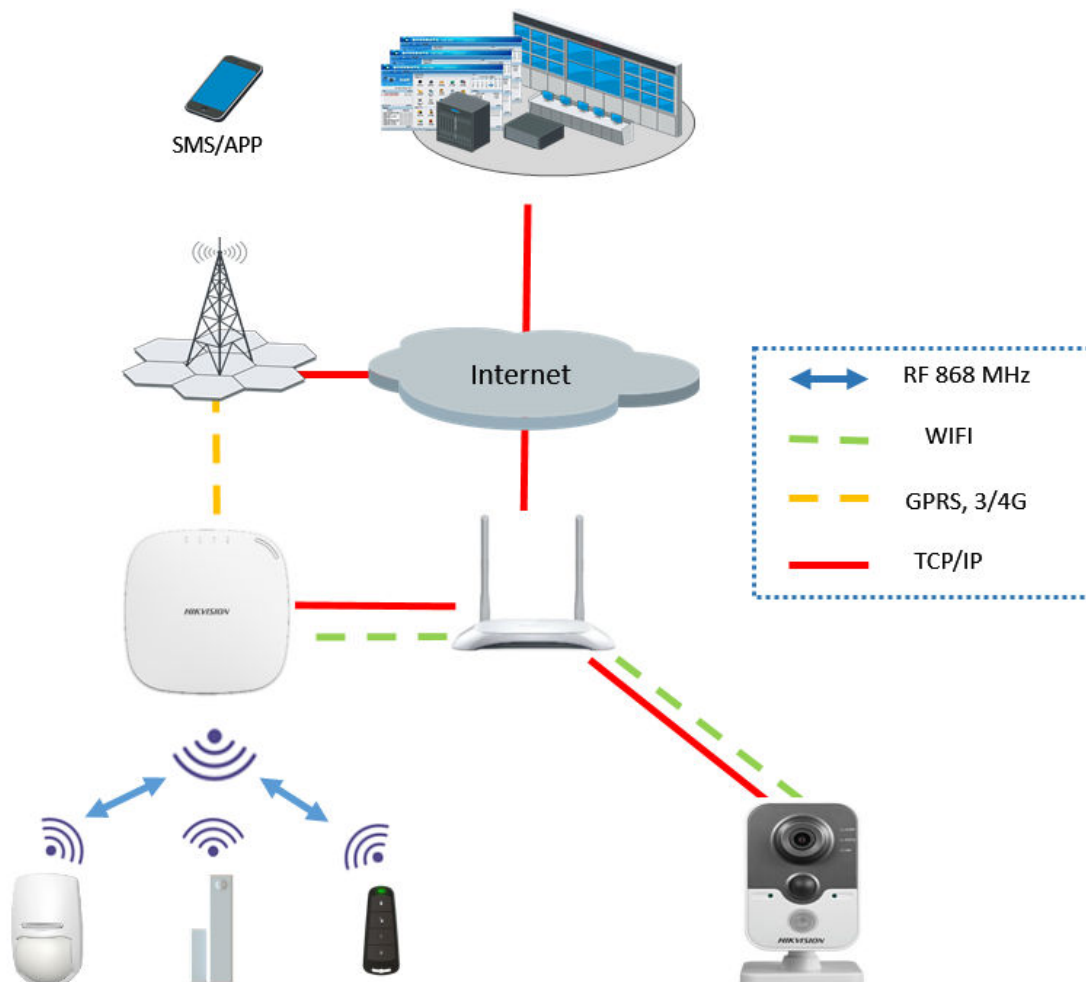 SMS/APP
Internet
RF 868 MHz
WIFI
GPRS, 3/4G
TCP/IP
HIKVISION
HIKVISION